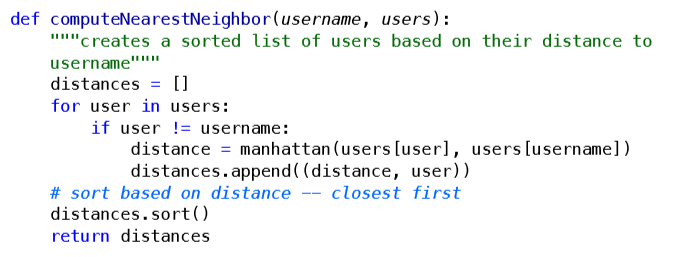 def computeNearestNeighbor(username, users):
    """creates a sorted list of users based on their distance to
    username"""
    distances = []
    for user in users:
        if user != username:
            distance = manhattan(users[user], users[username])
            distances.append((distance, user))
    # sort based on distance -- closest first
    distances.sort()
    return distances